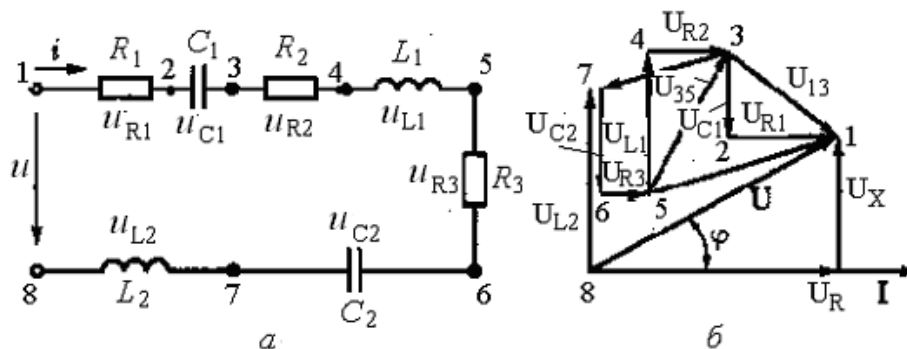 i
R1
C1
R2
L1
1
2
3
4
5
uR1
uC1
uR2
uL1
u
uR3
R3
uL2
uC2
8
L2
7
C2
6
а
UR2
4
3
7
U35
U13
UC2
UL1
UC1
UR1
2
1
UR3
6
5
U
UX
UL2
φ
8
UR
I
б